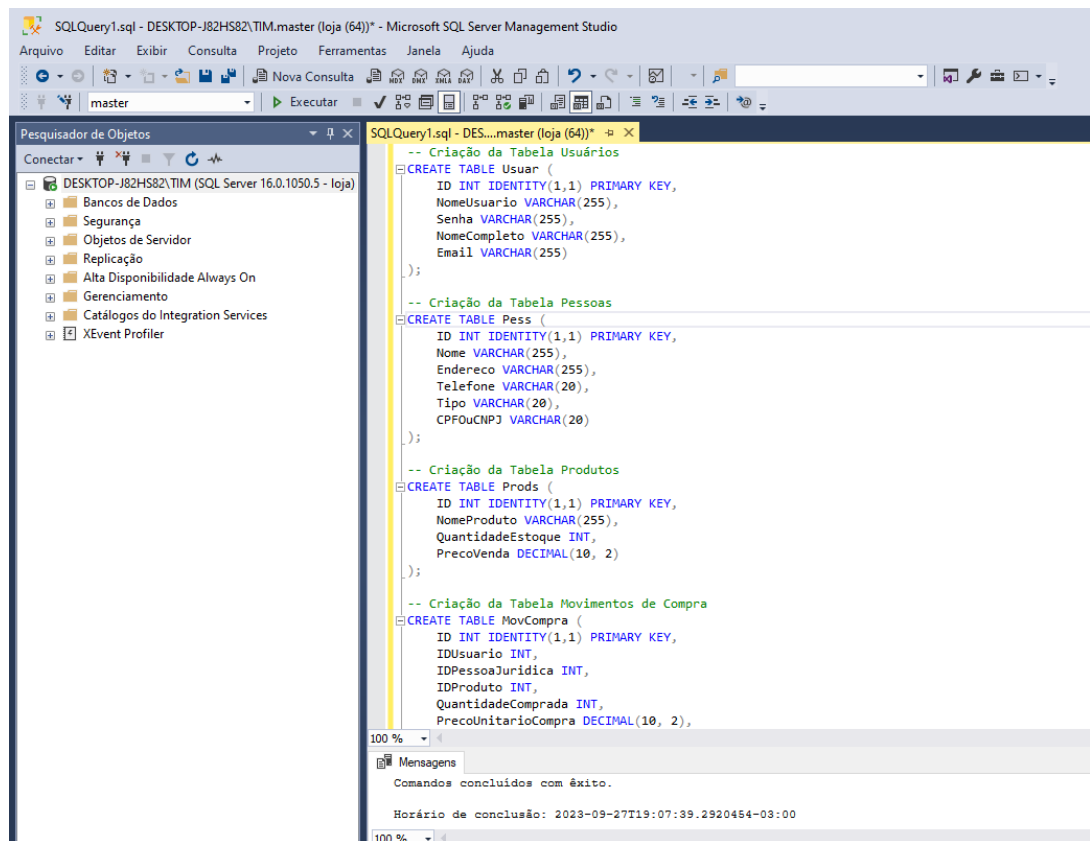 SQLQuery1.sql - DESKTOP-J82HS82\TIM.master (loja (64))* - Microsoft SQL Server Management Studio
Arquivo Editar Exibir Consulta Projeto Ferramentas Janela Ajuda
Nova Consulta MDX DMX XMLA DAX
master Executar
Pesquisador de Objetos
Conectar
DESKTOP-J82HS82\TIM (SQL Server 16.0.1050.5 - loja)
Bancos de Dados
Segurança
Objetos de Servidor
Replicação
Alta Disponibilidade Always On
Gerenciamento
Catálogos do Integration Services
XEvent Profiler
SQLQuery1.sql - DES....master (loja (64))*
-- Criação da Tabela Usuários
CREATE TABLE Usuar (
ID INT IDENTITY(1,1) PRIMARY KEY,
NomeUsuario VARCHAR(255),
Senha VARCHAR(255),
NomeCompleto VARCHAR(255),
Email VARCHAR(255)
);
-- Criação da Tabela Pessoas
CREATE TABLE Pess (
ID INT IDENTITY(1,1) PRIMARY KEY,
Nome VARCHAR(255),
Endereco VARCHAR(255),
Telefone VARCHAR(20),
Tipo VARCHAR(20),
CPFOuCNPJ VARCHAR(20)
);
-- Criação da Tabela Produtos
CREATE TABLE Prods (
ID INT IDENTITY(1,1) PRIMARY KEY,
NomeProduto VARCHAR(255),
QuantidadeEstoque INT,
PrecoVenda DECIMAL(10, 2)
);
-- Criação da Tabela Movimentos de Compra
CREATE TABLE MovCompra (
ID INT IDENTITY(1,1) PRIMARY KEY,
IDUsuario INT,
IDPessoaJuridica INT,
IDProduto INT,
QuantidadeComprada INT,
PrecoUnitarioCompra DECIMAL(10, 2),
100 %
Mensagens
Comandos concluídos com êxito.
Horário de conclusão: 2023-09-27T19:07:39.2920454-03:00
100 %